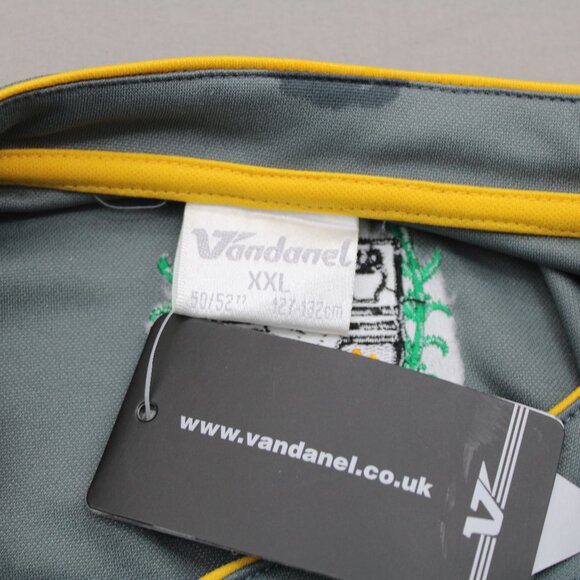 Vandanel
XXL
50/52" 127-132cm
www.vandanel.co.uk
V